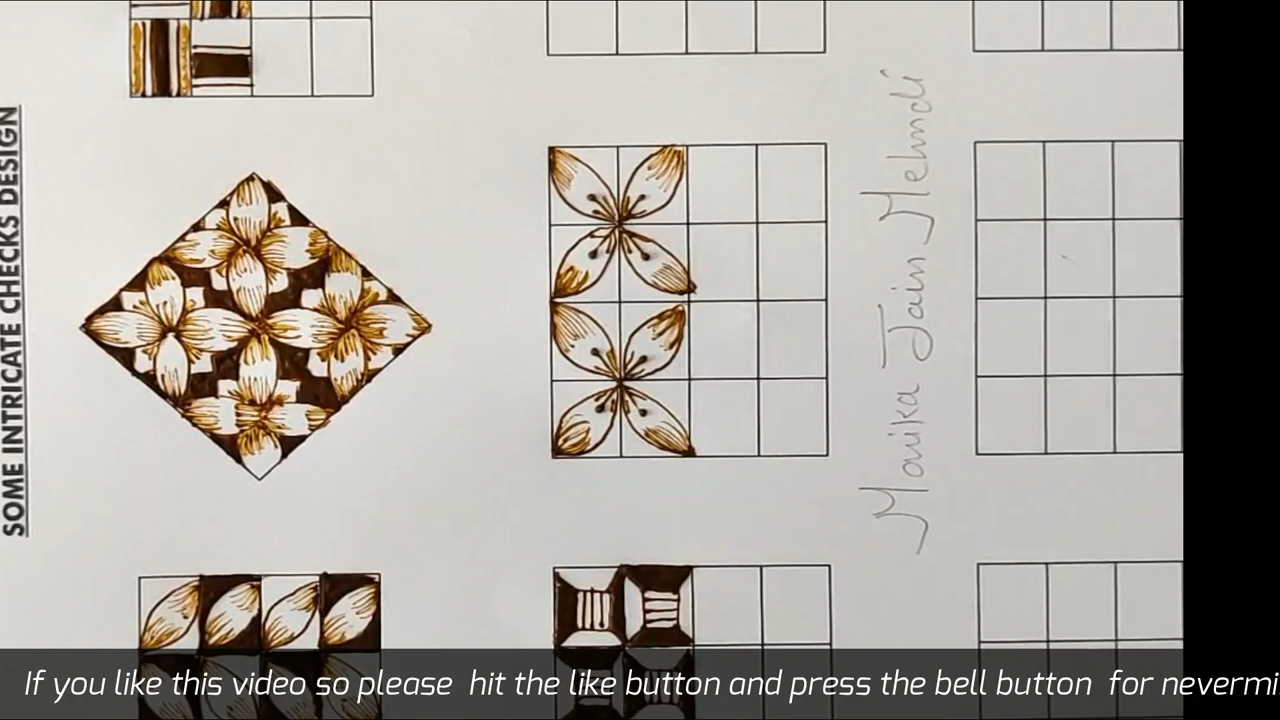 SOME INTRICATE CHECKS DESIGN
Monika Jain Mehndi
If you like this video so please hit the like button and press the bell button for nevermi